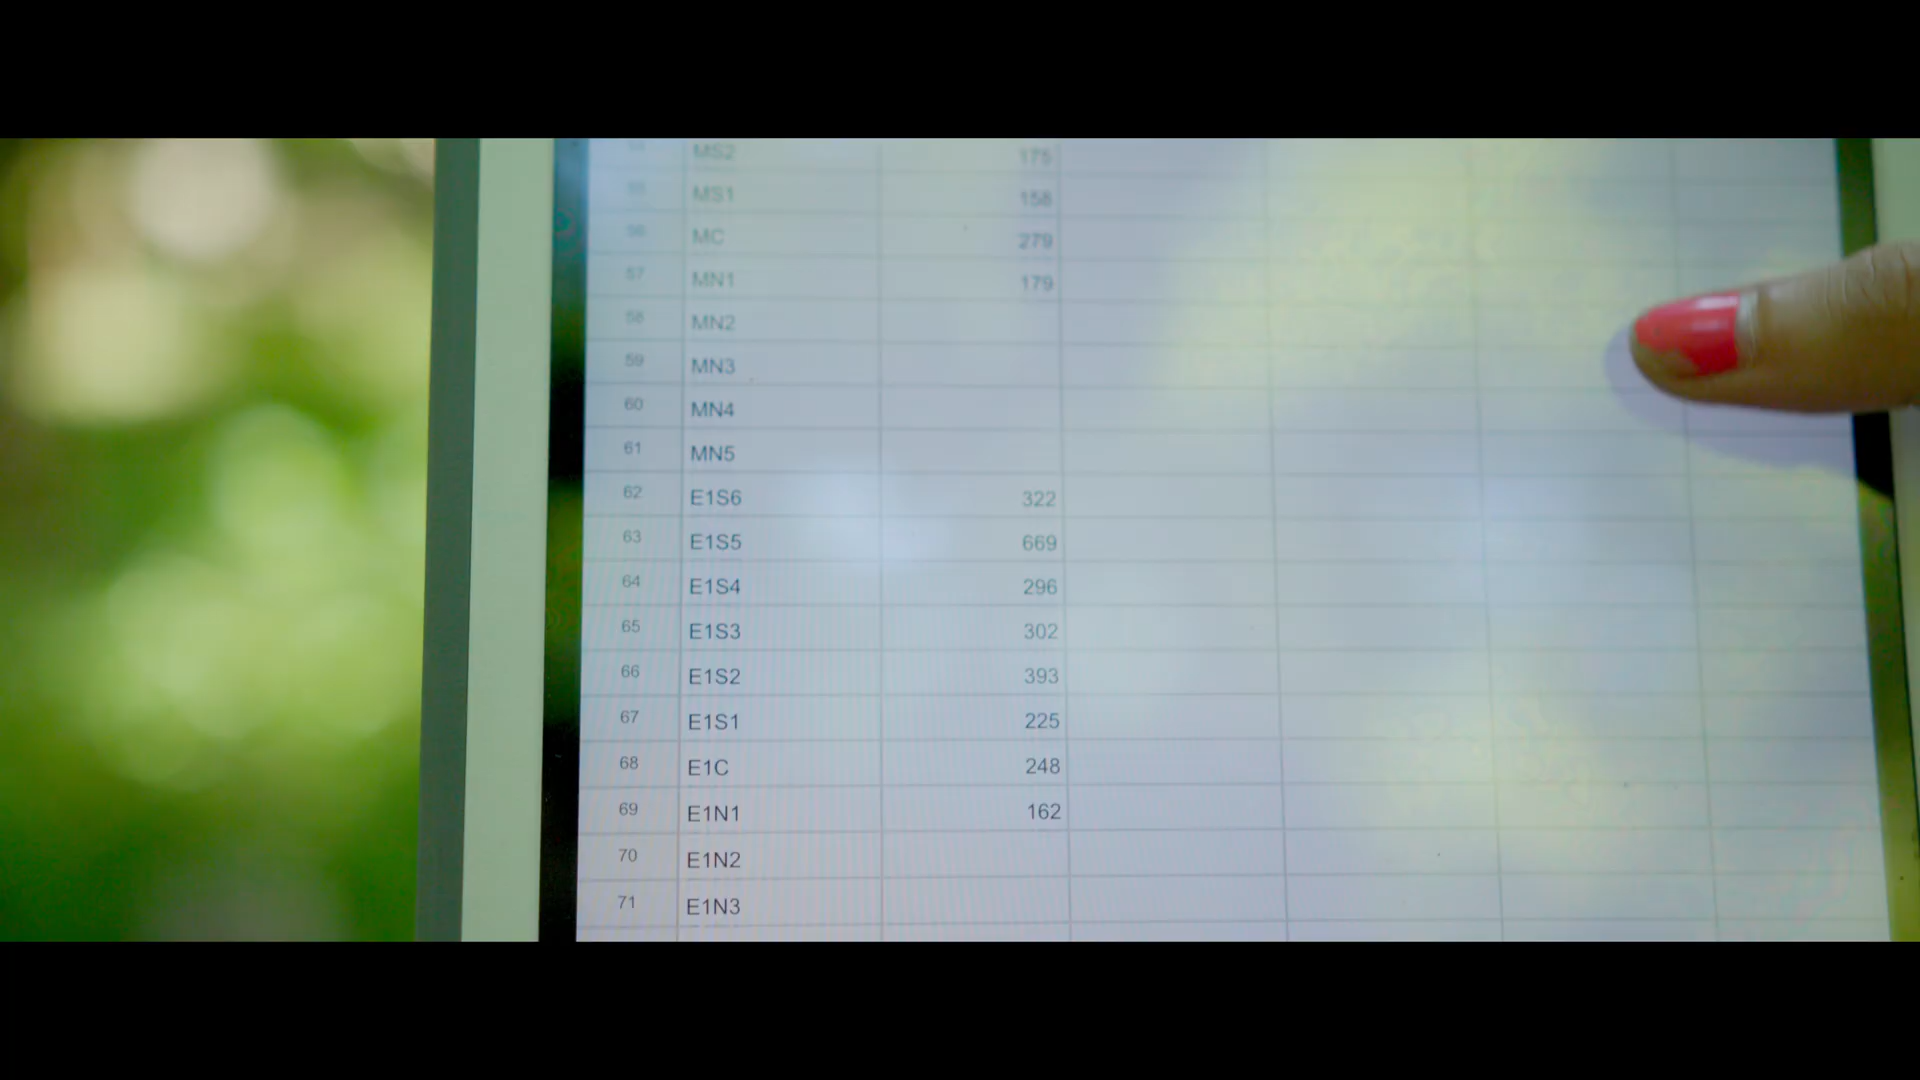 MS2 175
MS1 158
56 MC 279
57 MN1 179
58 MN2
59 MN3
60 MN4
61 MN5
62 E1S6 322
63 E1S5 669
64 E1S4 296
65 E1S3 302
66 E1S2 393
67 E1S1 225
68 E1C 248
69 E1N1 162
70 E1N2
71 E1N3